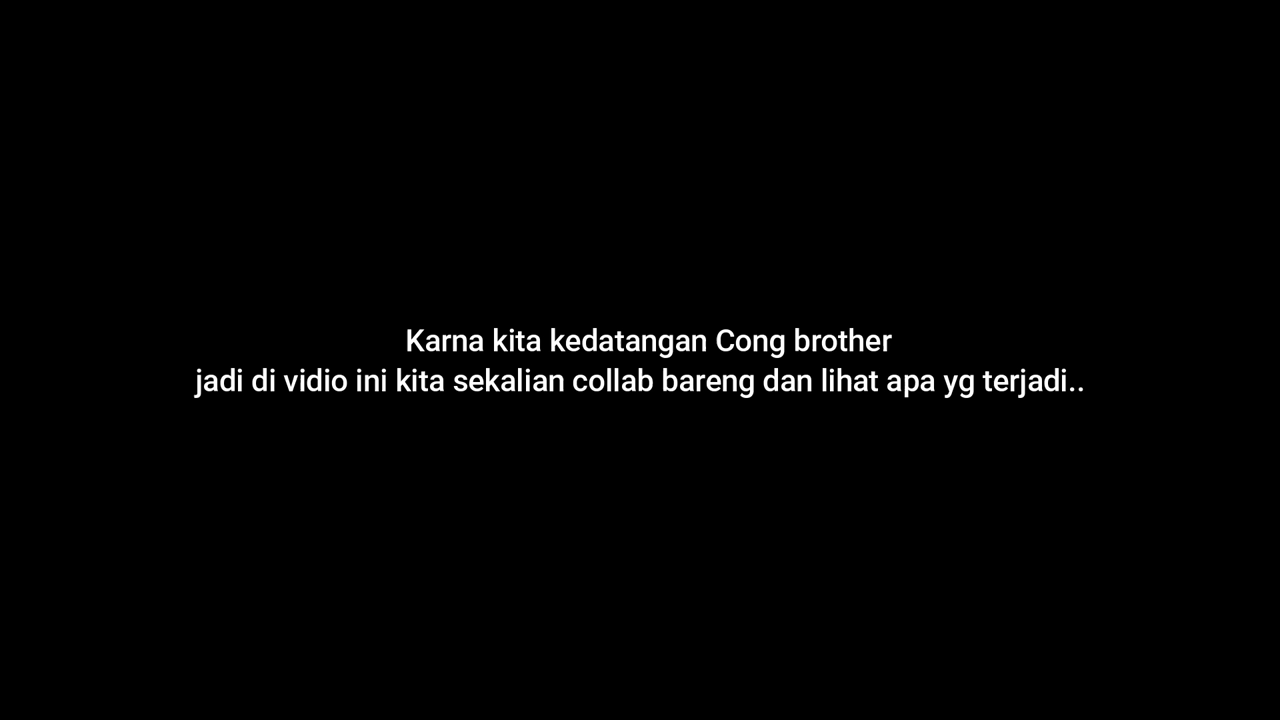 Karna kita kedatangan Cong brother
jadi di vidio ini kita sekalian collab bareng dan lihat apa yg terjadi..